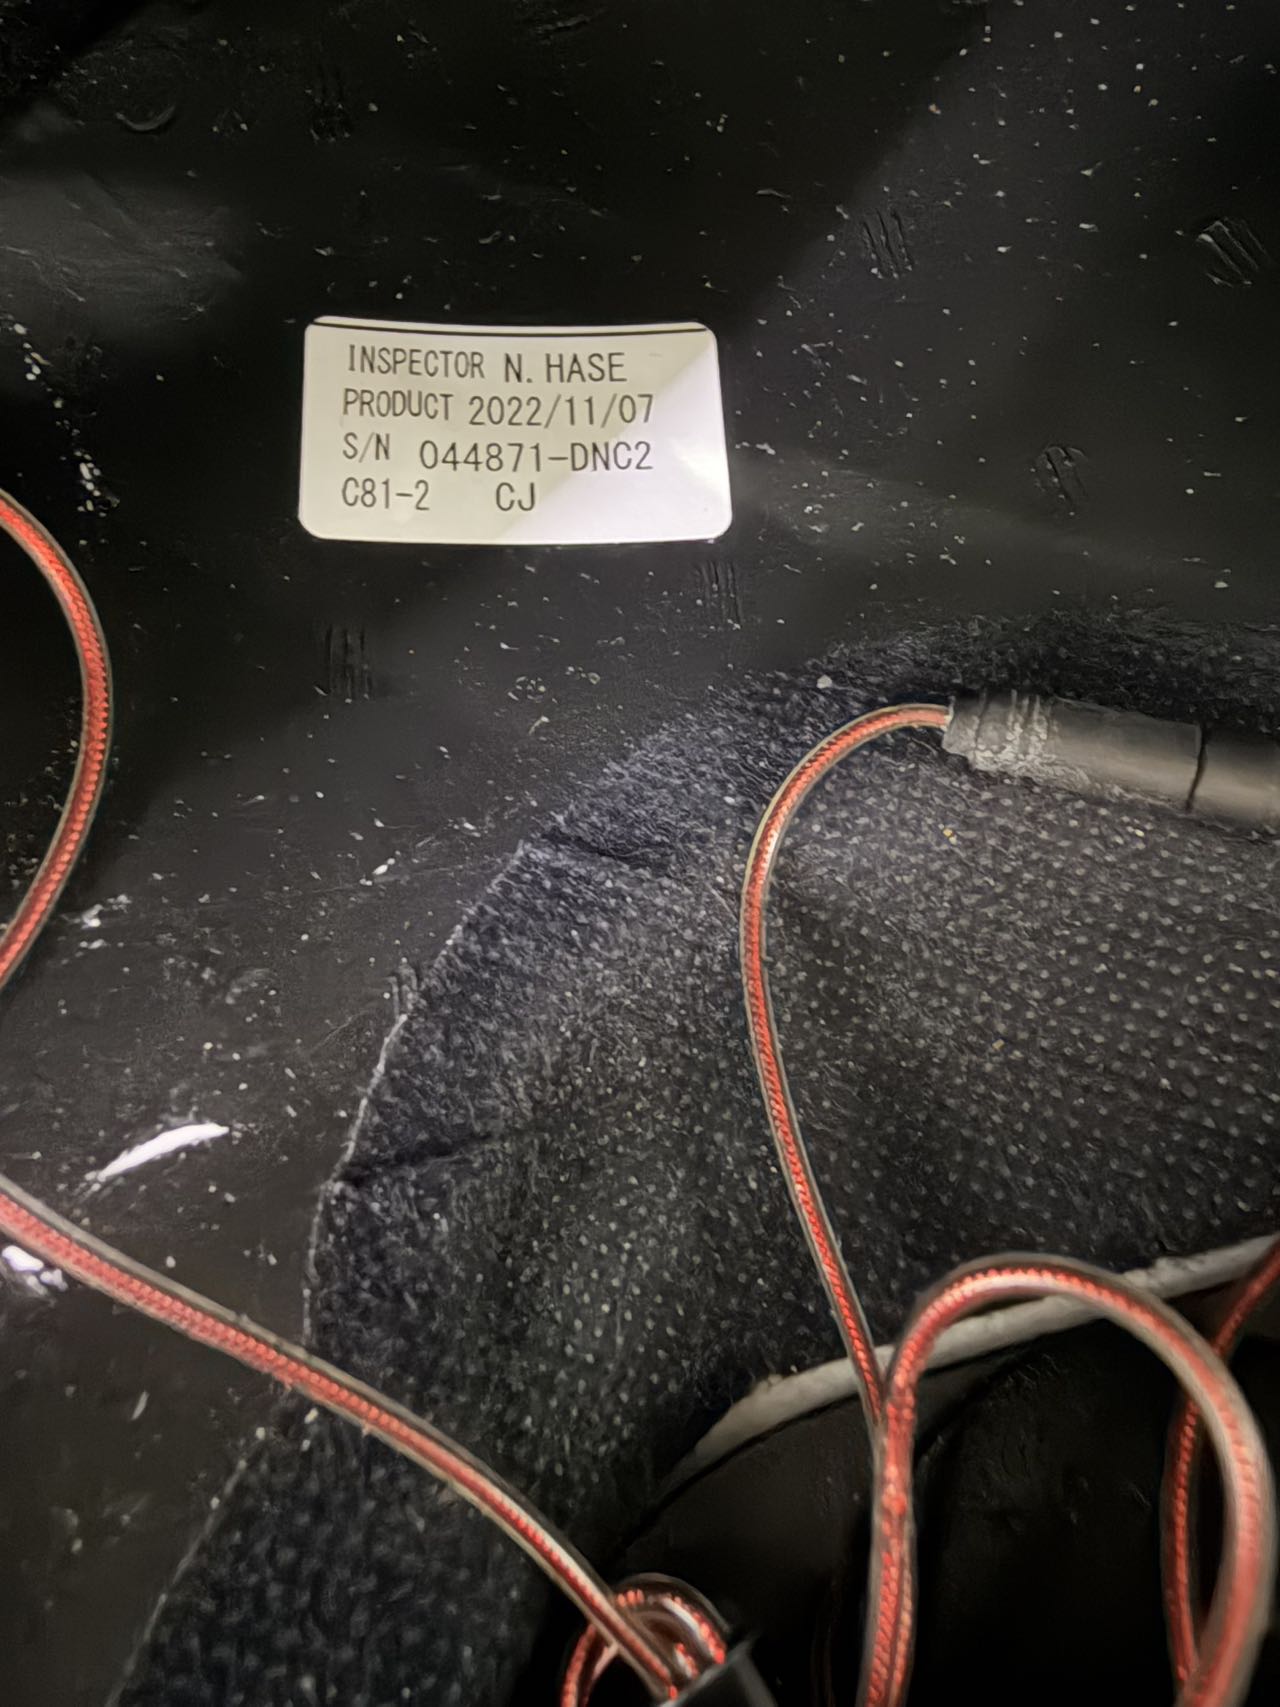 INSPECTOR N. HASE
PRODUCT 2022/11/07
S/N 044871-DNC2
C81-2 CJ